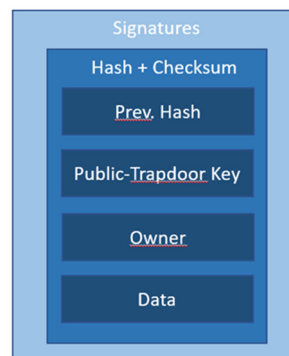 Signatures
Hash + Checksum
Prev. Hash
Public-Trapdoor Key
Owner
Data